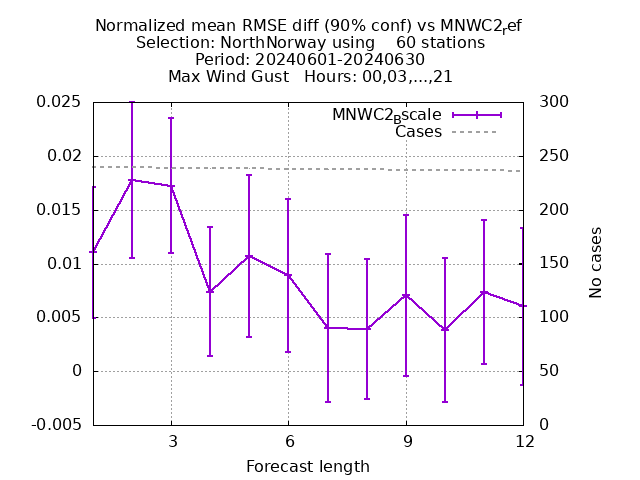 Normalized mean RMSE diff (90% conf) vs MNWC2ref
Selection: NorthNorway using    60 stations
Period: 20240601-20240630
Max Wind Gust   Hours: 00,03,...,21
MNWC2Bscale
Cases
0.025
0.02
0.015
0.01
0.005
0
-0.005
300
250
200
150
100
50
0
No cases
3
6
9
12
Forecast length